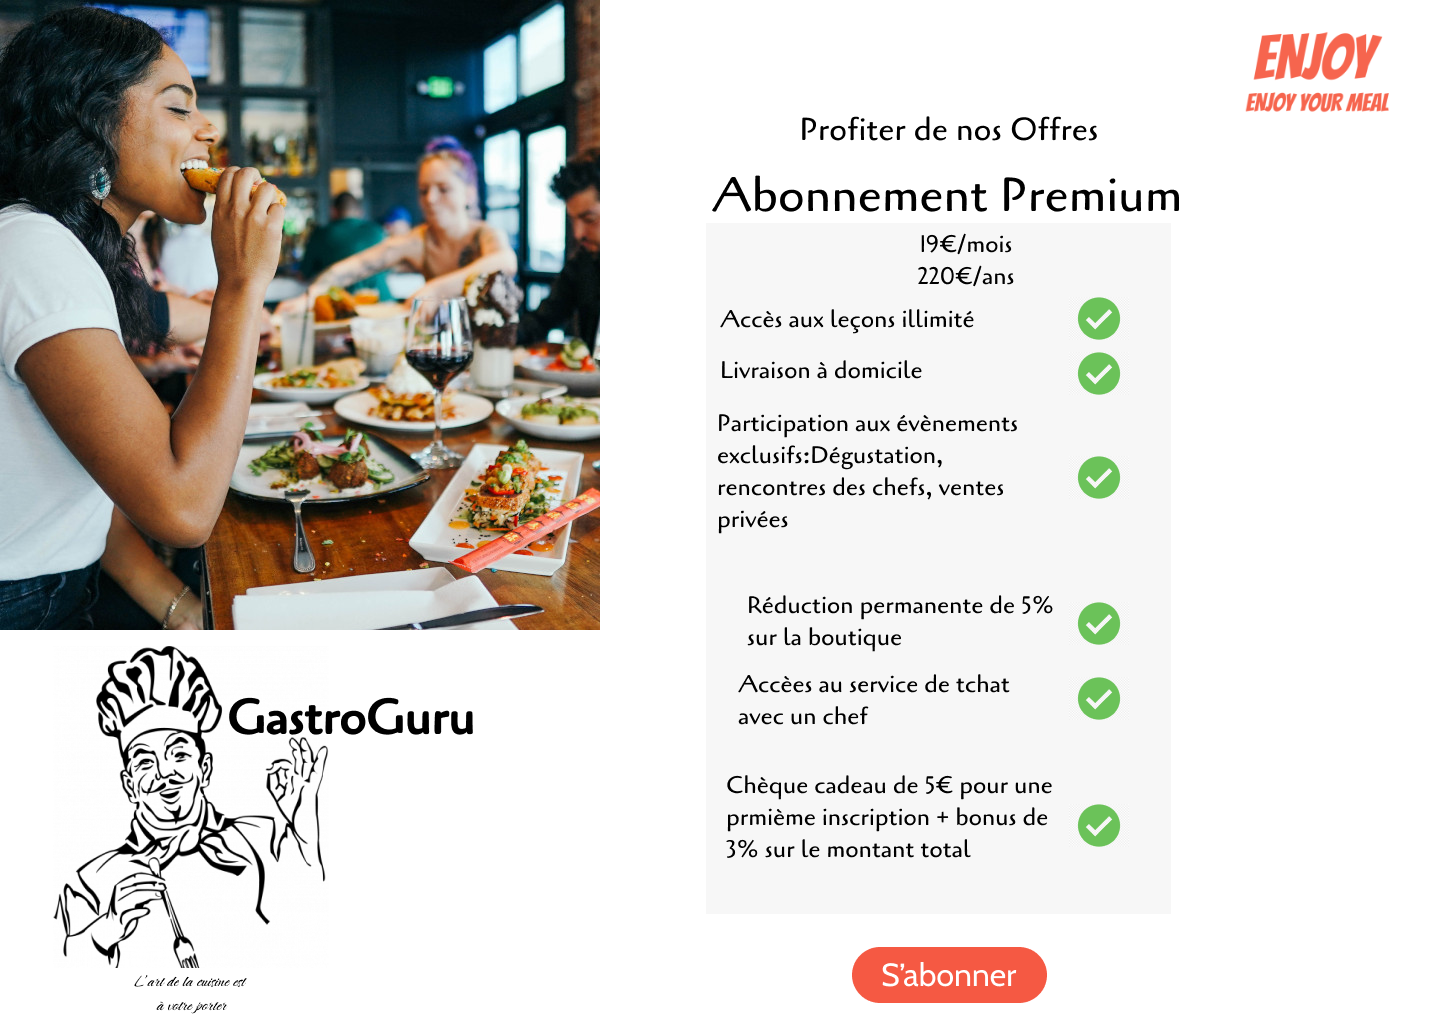 ENJOY
ENJOY YOUR MEAL
Profiter de nos Offres
Abonnement Premium
19€/mois
220€/ans
Accès aux leçons illimité
Livraison à domicile
Participation aux évènements
exclusifs:Dégustation,
rencontres des chefs, ventes
privées
Réduction permanente de 5%
sur la boutique
Accèes au service de tchat
avec un chef
Chèque cadeau de 5€ pour une
prmième inscription + bonus de
3% sur le montant total
S'abonner
GastroGuru
L'art de la cuisine est
à votre porter